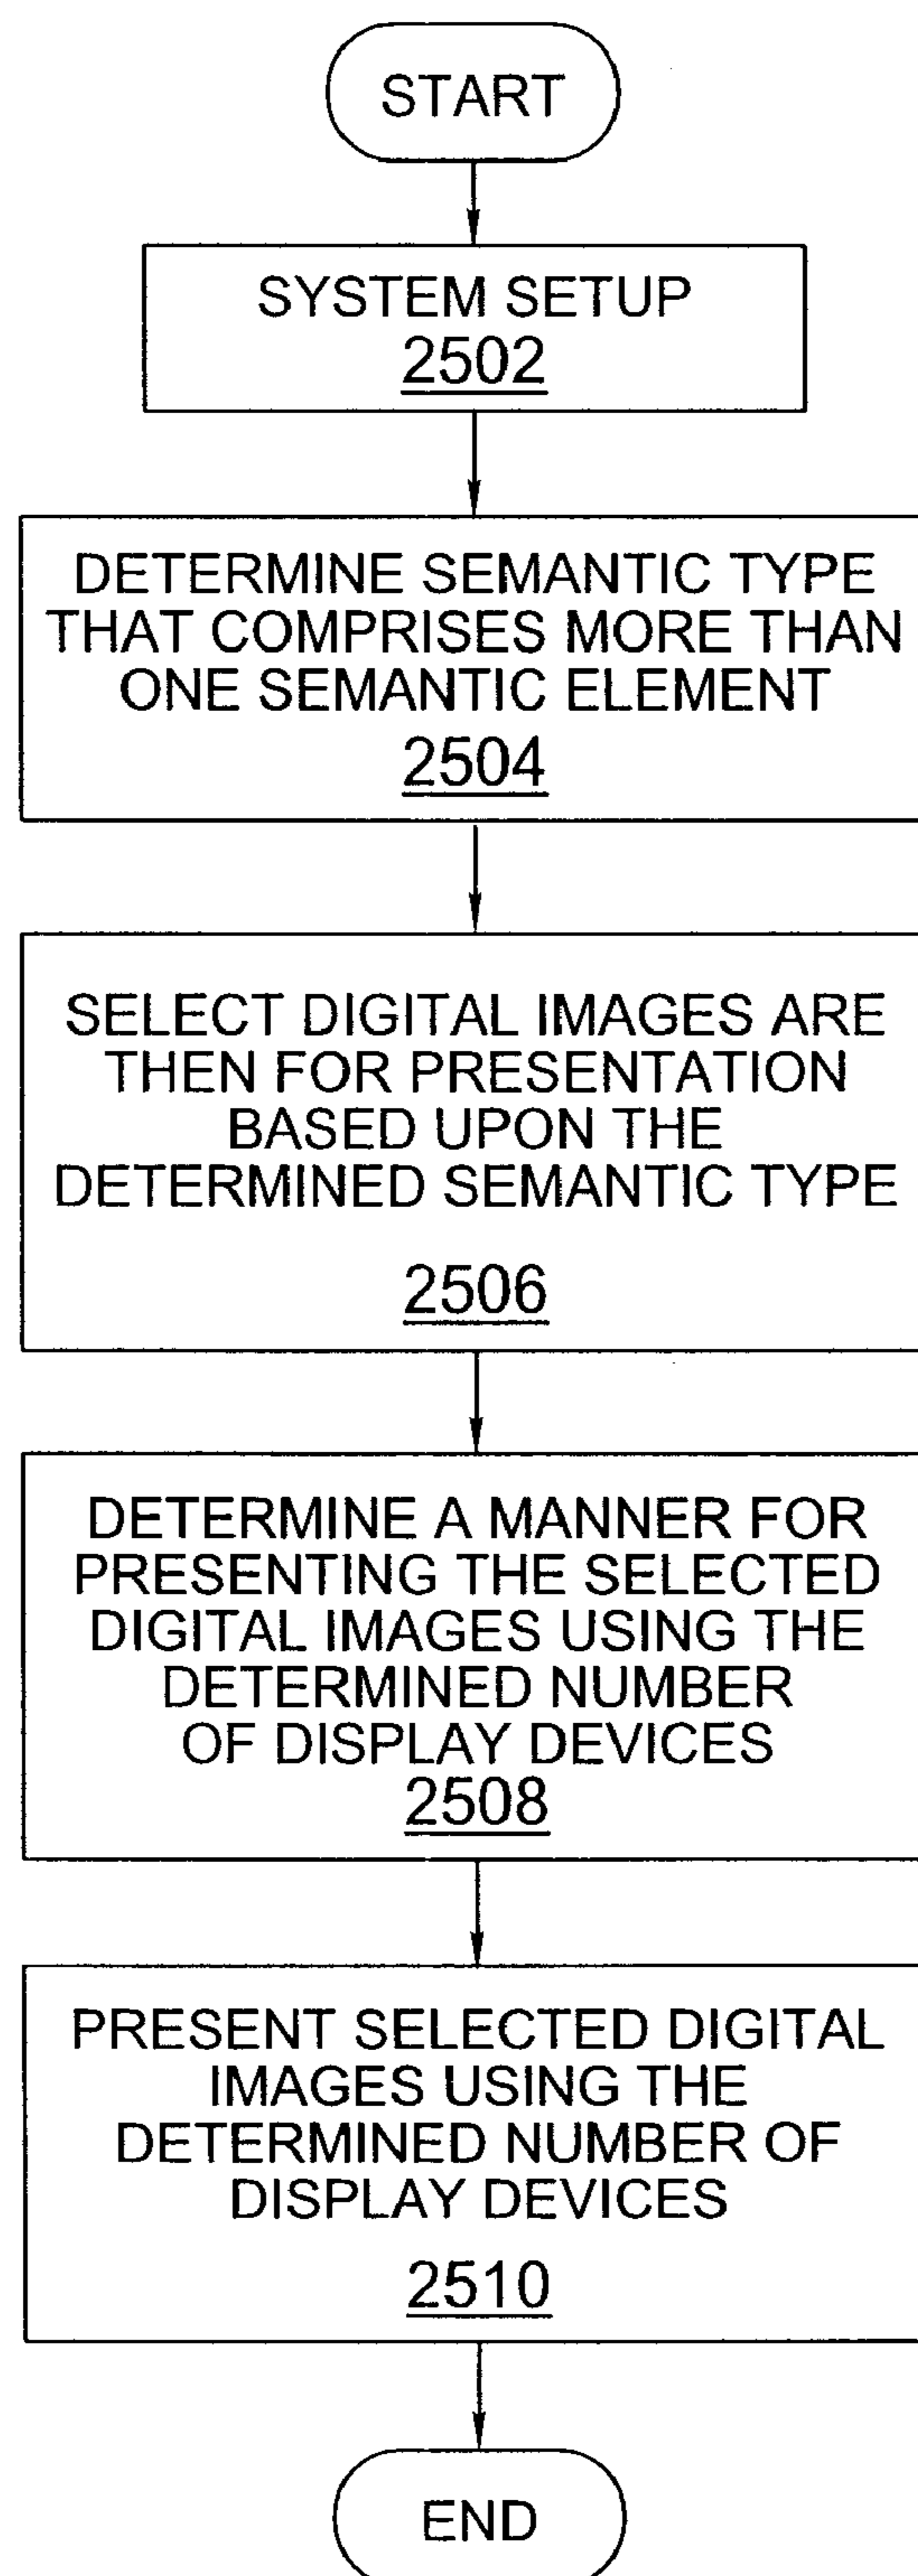 START
SYSTEM SETUP
2502
DETERMINE SEMANTIC TYPE
THAT COMPRISES MORE THAN
ONE SEMANTIC ELEMENT
2504
SELECT DIGITAL IMAGES ARE
THEN FOR PRESENTATION
BASED UPON THE
DETERMINED SEMANTIC TYPE
2506
DETERMINE A MANNER FOR
PRESENTING THE SELECTED
DIGITAL IMAGES USING THE
DETERMINED NUMBER
OF DISPLAY DEVICES
2508
PRESENT SELECTED DIGITAL
IMAGES USING THE
DETERMINED NUMBER OF
DISPLAY DEVICES
2510
END